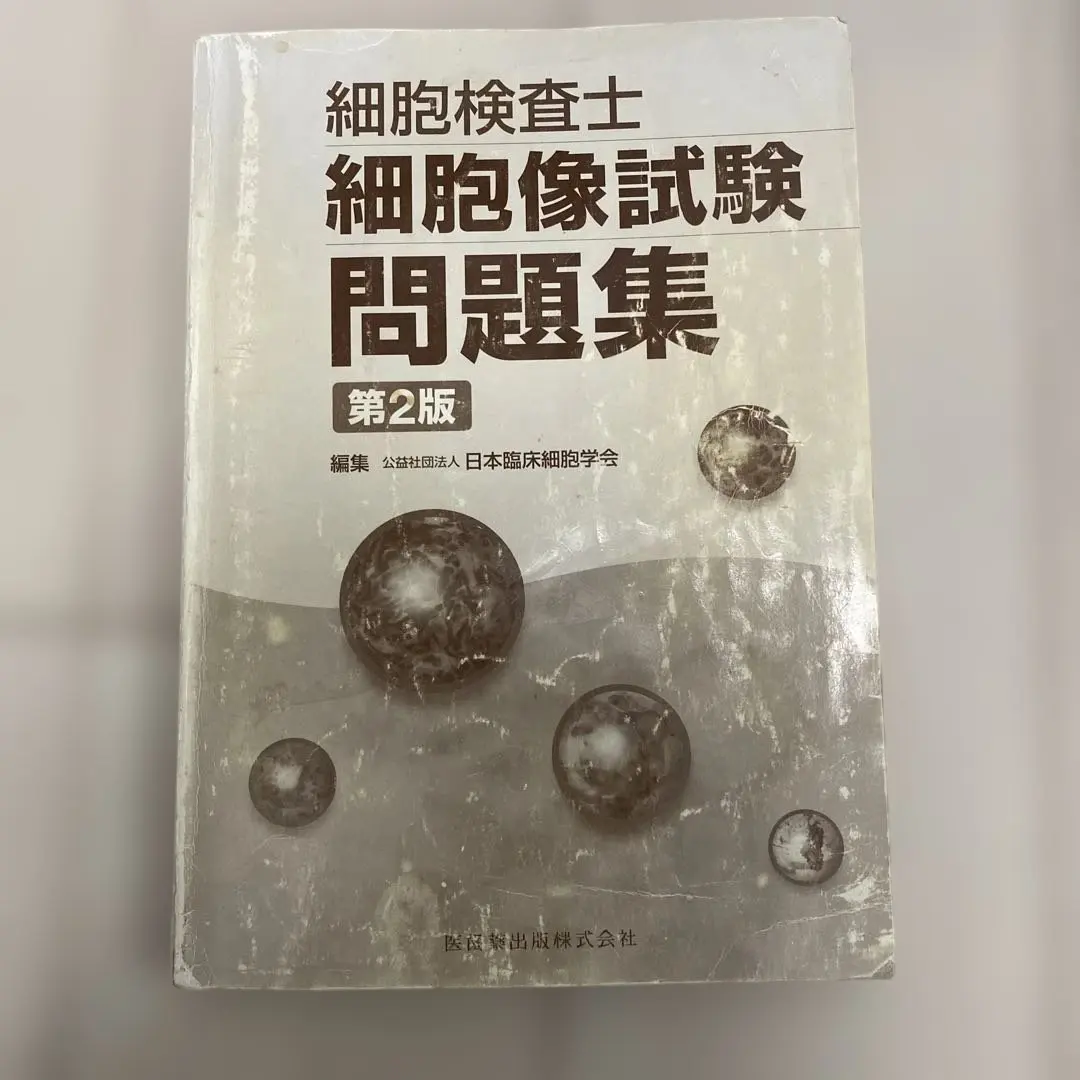 細胞検査士
細胞像試験
問題集
第2版
編集 公益社団法人 日本臨床細胞学会
医歯薬出版株式会社